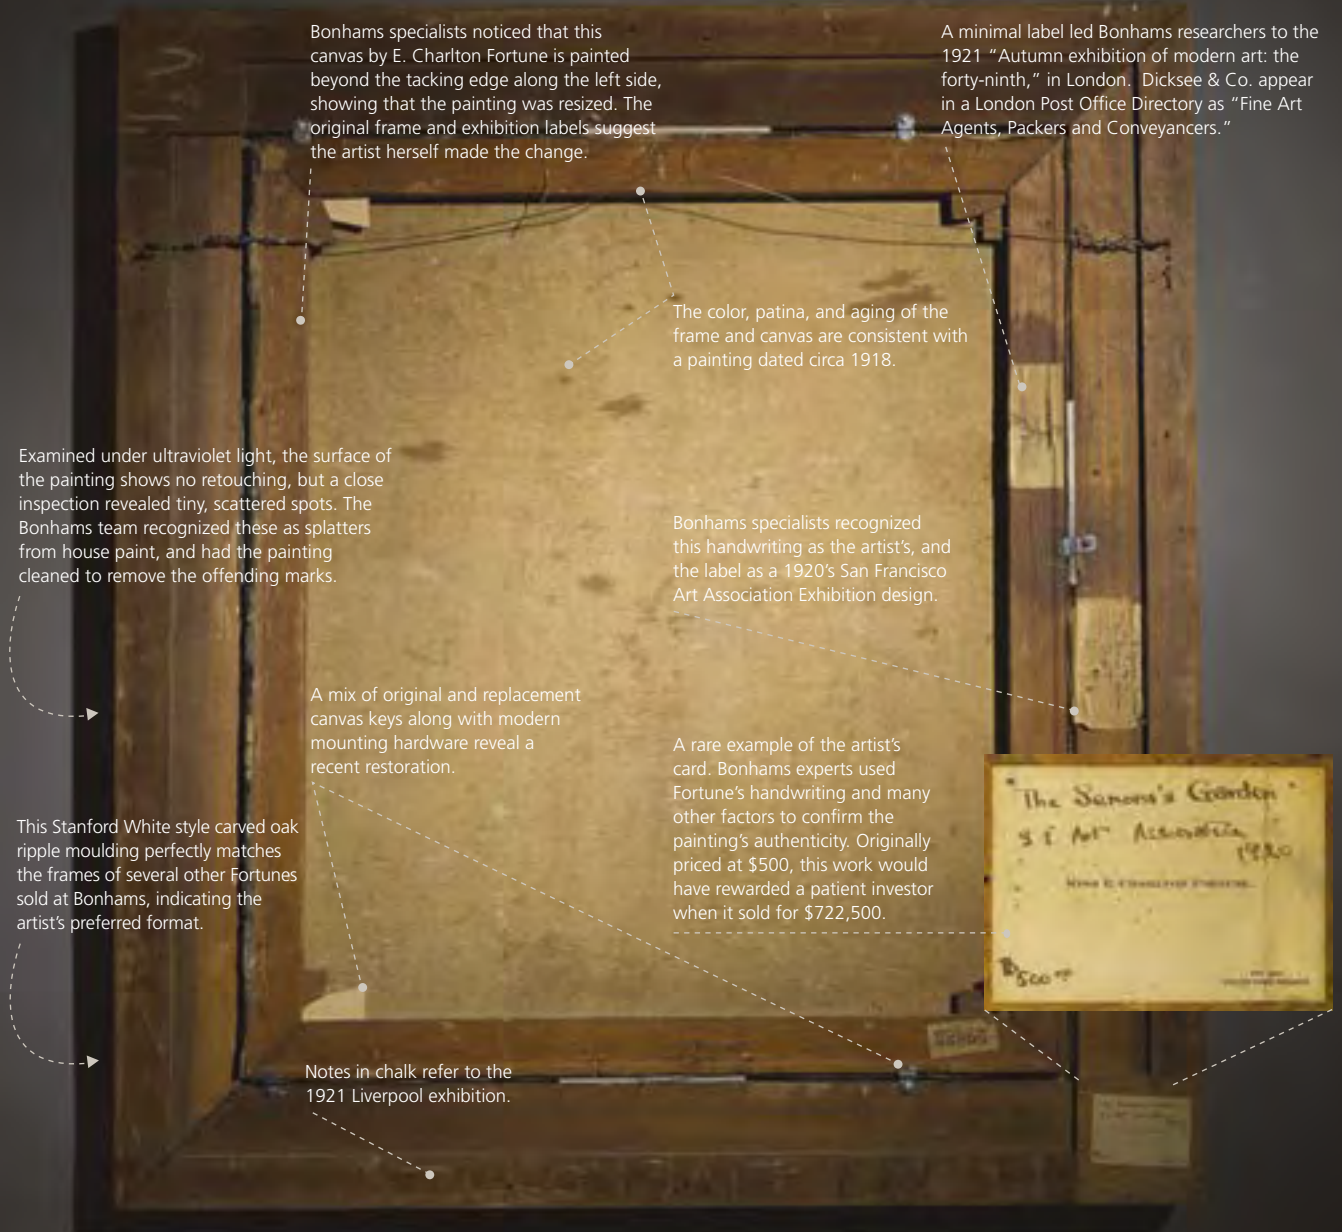 Bonhams specialists noticed that this
canvas by E. Charlton Fortune is painted
beyond the tacking edge along the left side,
showing that the painting was resized. The
original frame and exhibition labels suggest
the artist herself made the change.
A minimal label led Bonhams researchers to the
1921 “Autumn exhibition of modern art: the
forty-ninth,” in London. Dicksee & Co. appear
in a London Post Office Directory as “Fine Art
Agents, Packers and Conveyancers.”
The color, patina, and aging of the
frame and canvas are consistent with
a painting dated circa 1918.
Examined under ultraviolet light, the surface of
the painting shows no retouching, but a close
inspection revealed tiny, scattered spots. The
Bonhams team recognized these as splatters
from house paint, and had the painting
cleaned to remove the offending marks.
Bonhams specialists recognized
this handwriting as the artist’s, and
the label as a 1920’s San Francisco
Art Association Exhibition design.
A mix of original and replacement
canvas keys along with modern
mounting hardware reveal a
recent restoration.
A rare example of the artist’s
card. Bonhams experts used
Fortune’s handwriting and many
other factors to confirm the
painting’s authenticity. Originally
priced at $500, this work would
have rewarded a patient investor
when it sold for $722,500.
This Stanford White style carved oak
ripple moulding perfectly matches
the frames of several other Fortunes
sold at Bonhams, indicating the
artist’s preferred format.
Notes in chalk refer to the
1921 Liverpool exhibition.
"The Garden"
S F Art Association
1920
Miss E. Charlton Fortune
$500